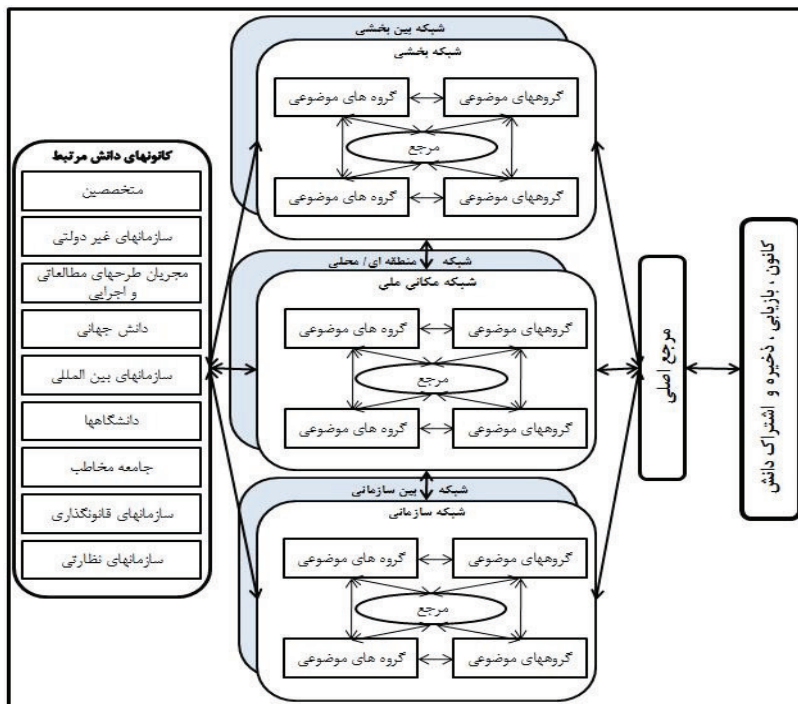 شبکه بین بخشی
شبکه بخشی
گروههای موضوعی
گروه های موضوعی
مرجع
گروههای موضوعی
گروه های موضوعی
شبکه منطقه ای/ محلی
شبکه مکانی ملی
گروههای موضوعی
گروه های موضوعی
مرجع
گروههای موضوعی
گروه های موضوعی
شبکه بین سازمانی
شبکه سازمانی
گروههای موضوعی
گروه های موضوعی
مرجع
گروههای موضوعی
گروه های موضوعی
کانون ، بازیابی ، ذخیره و اشتراک دانش
مرجع اصلی
کانونهای دانش مرتبط
متخصصین
سازمانهای غیر دولتی
مجریان طرحهای مطالعاتی
و اجرایی
دانش جهانی
سازمانهای بین المللی
دانشگاهها
جامعه مخاطب
سازمانهای قانونگذاری
سازمانهای نظارتی